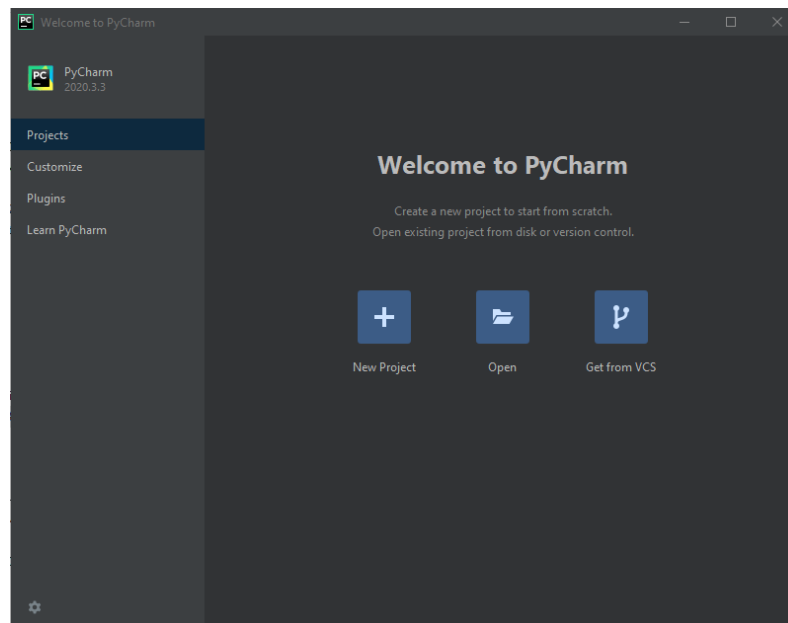 PC Welcome to PyCharm
PC PyCharm
2020.3.3
Projects
Customize
Plugins
Learn PyCharm
Welcome to PyCharm
Create a new project to start from scratch.
Open existing project from disk or version control.
New Project Open Get from VCS